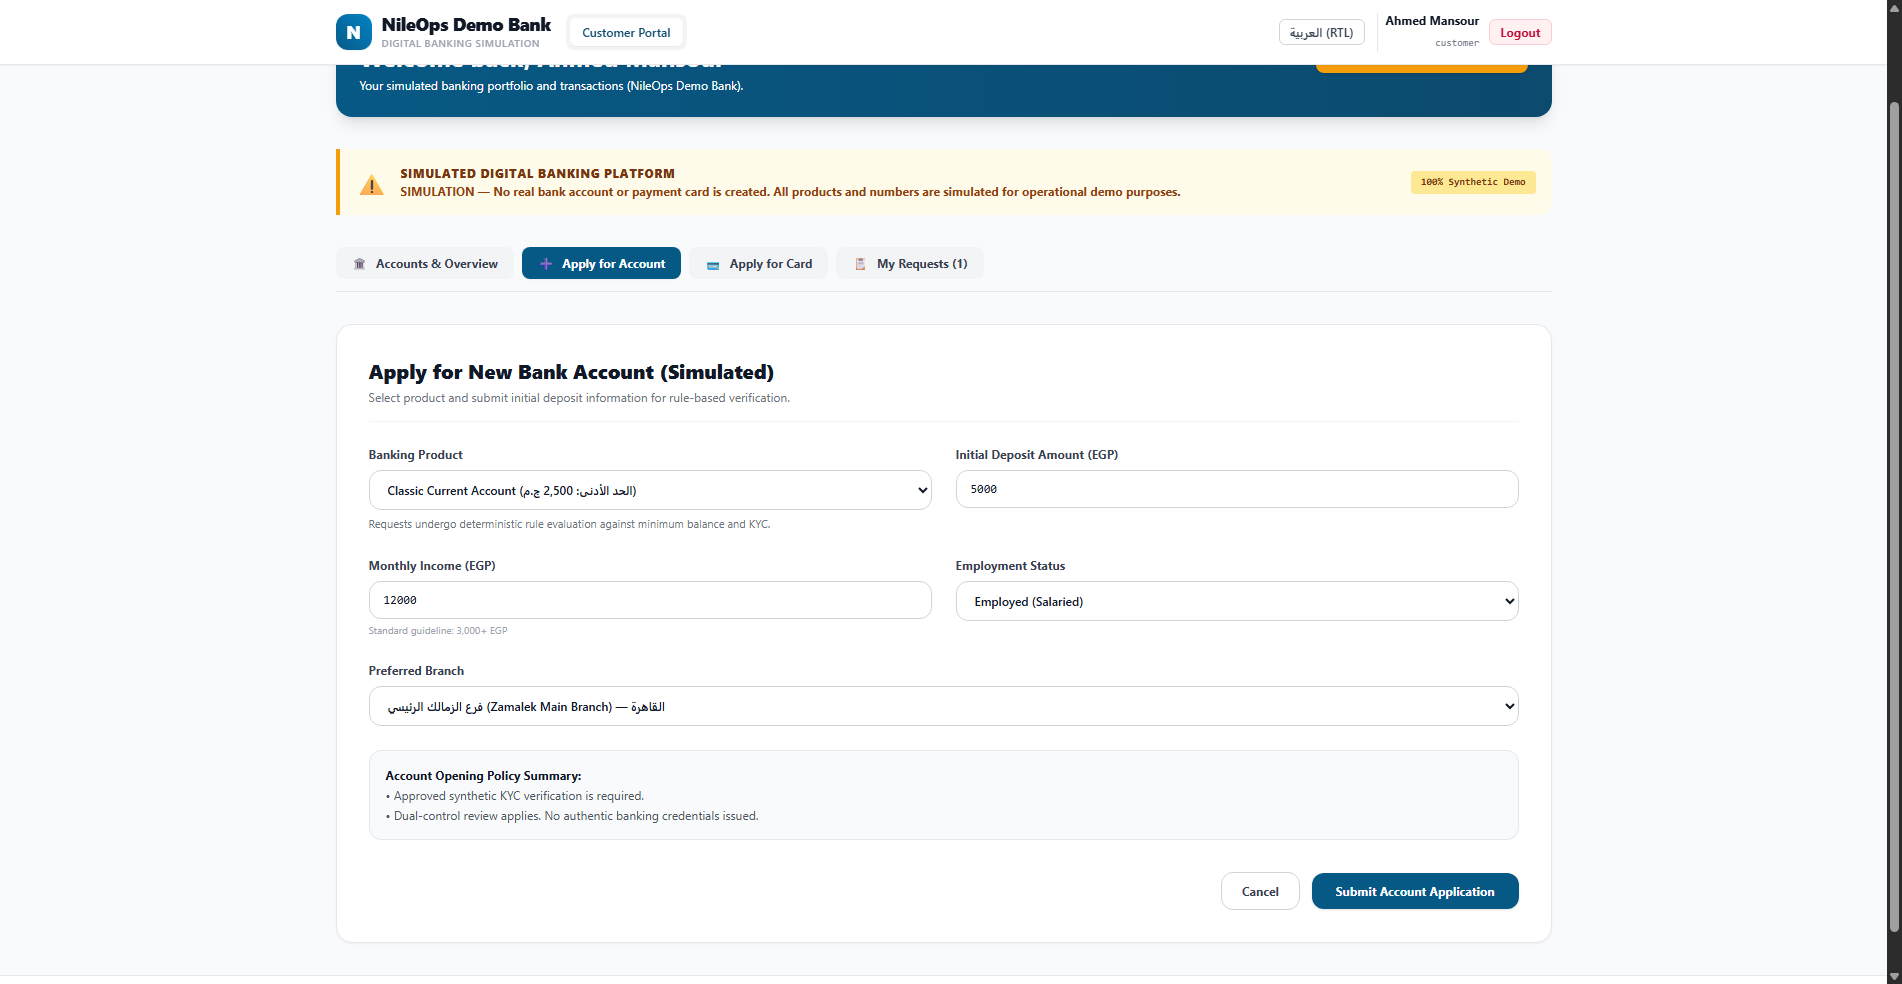 N
NileOps Demo Bank
DIGITAL BANKING SIMULATION
Customer Portal
العربية (RTL)
Ahmed Mansour
customer
Logout
Welcome back, Ahmed Mansour
Your simulated banking portfolio and transactions (NileOps Demo Bank).
SIMULATED DIGITAL BANKING PLATFORM
SIMULATION — No real bank account or payment card is created. All products and numbers are simulated for operational demo purposes.
100% Synthetic Demo
Accounts & Overview
Apply for Account
Apply for Card
My Requests (1)
Apply for New Bank Account (Simulated)
Select product and submit initial deposit information for rule-based verification.
Banking Product
Classic Current Account (الحد الأدنى: 2,500 ج.م)
Requests undergo deterministic rule evaluation against minimum balance and KYC.
Initial Deposit Amount (EGP)
5000
Monthly Income (EGP)
12000
Standard guideline: 3,000+ EGP
Employment Status
Employed (Salaried)
Preferred Branch
فرع الزمالك الرئيسي (Zamalek Main Branch) — القاهرة
Account Opening Policy Summary:
• Approved synthetic KYC verification is required.
• Dual-control review applies. No authentic banking credentials issued.
Cancel
Submit Account Application